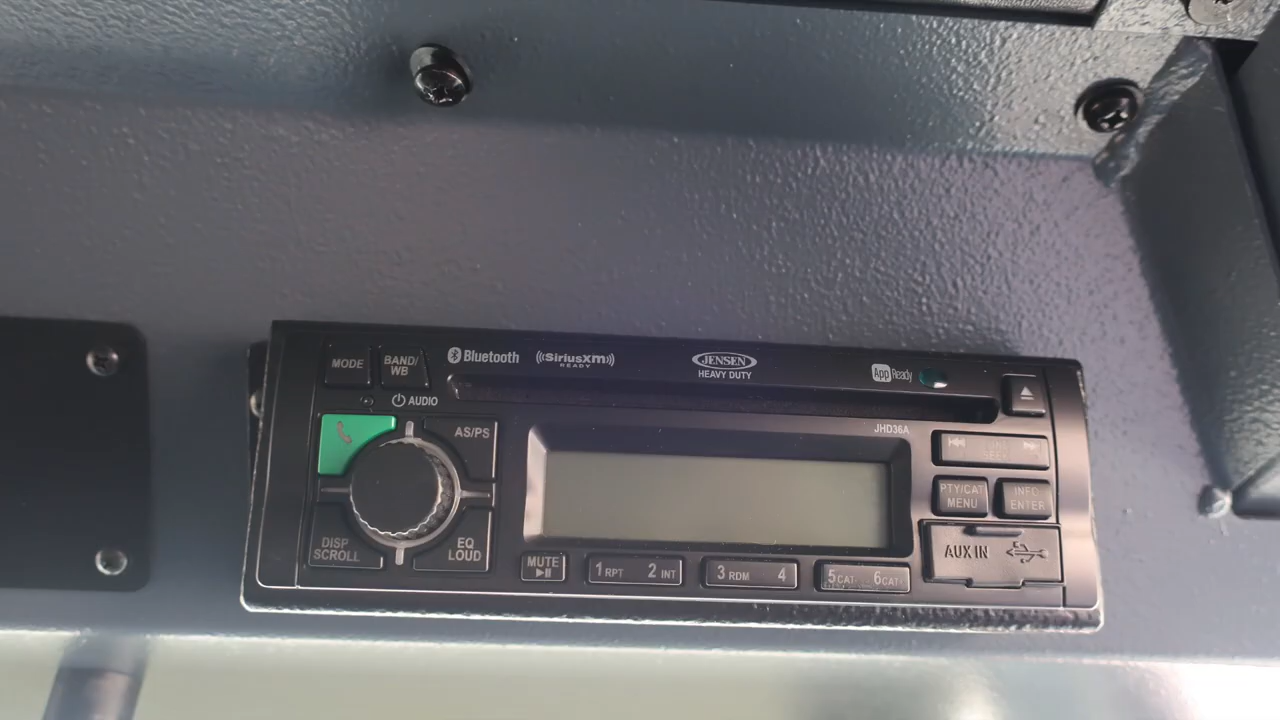 MODE
BAND/
WB
Bluetooth
((SiriusXM))
READY
JENSEN
HEAVY DUTY
App Ready
AUDIO
JHD36A
AS/PS
DISP
SCROLL
EQ
LOUD
SEEK
PTY/CAT
MENU
INFO
ENTER
AUX IN
MUTE
1 RPT 2 INT
3 RDM 4
5 CAT- 6 CAT+